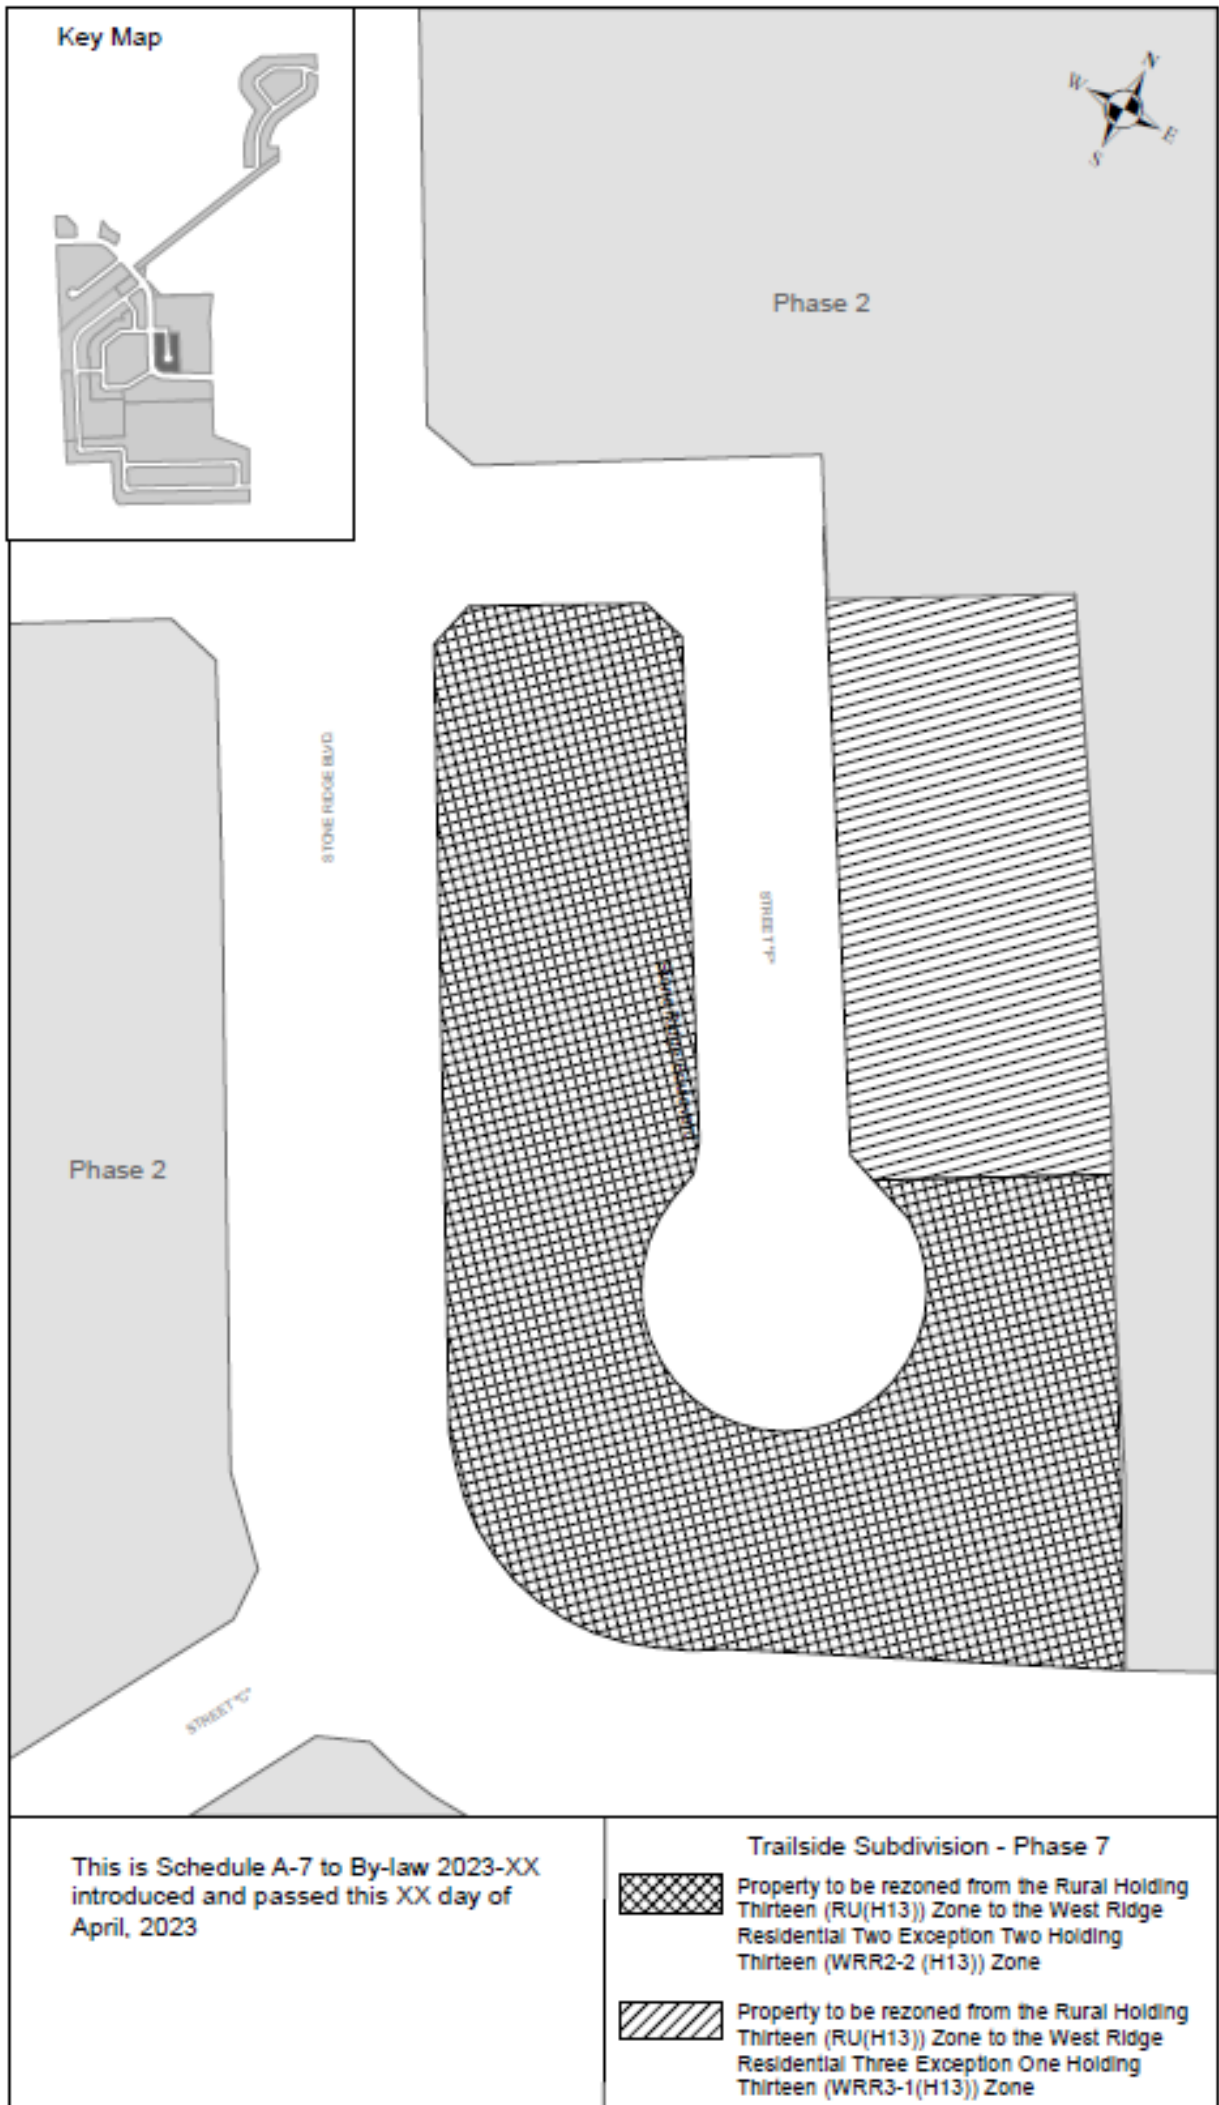 Key Map
N
W
E
S
Phase 2
STONE RIDGE BLVD.
STREET "F"
Phase 2
STREET "C"
This is Schedule A-7 to By-law 2023-XX
introduced and passed this XX day of
April, 2023
Trailside Subdivision - Phase 7
Property to be rezoned from the Rural Holding
Thirteen (RU(H13)) Zone to the West Ridge
Residential Two Exception Two Holding
Thirteen (WRR2-2 (H13)) Zone
Property to be rezoned from the Rural Holding
Thirteen (RU(H13)) Zone to the West Ridge
Residential Three Exception One Holding
Thirteen (WRR3-1(H13)) Zone